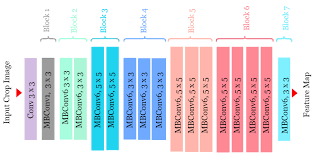 Block 1
Block 2
Block 3
Block 4
Block 5
Block 6
Block 7
Input Crop Image
Conv 3 x 3
MBConv1, 3 x 3
MBConv6, 3 x 3
MBConv6, 3 x 3
MBConv6, 5 x 5
MBConv6, 5 x 5
MBConv6, 3 x 3
MBConv6, 3 x 3
MBConv6, 3 x 3
MBConv6, 5 x 5
MBConv6, 5 x 5
MBConv6, 5 x 5
MBConv6, 5 x 5
MBConv6, 5 x 5
MBConv6, 5 x 5
MBConv6, 5 x 5
MBConv6, 3 x 3
Feature Map